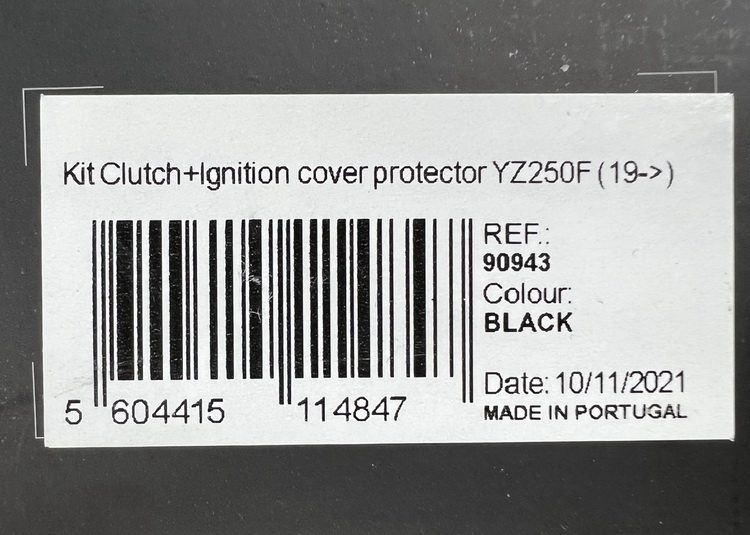 Kit Clutch+Ignition cover protector YZ250F (19->)
REF.:
90943
Colour:
BLACK
Date: 10/11/2021
MADE IN PORTUGAL
5 604415 114847